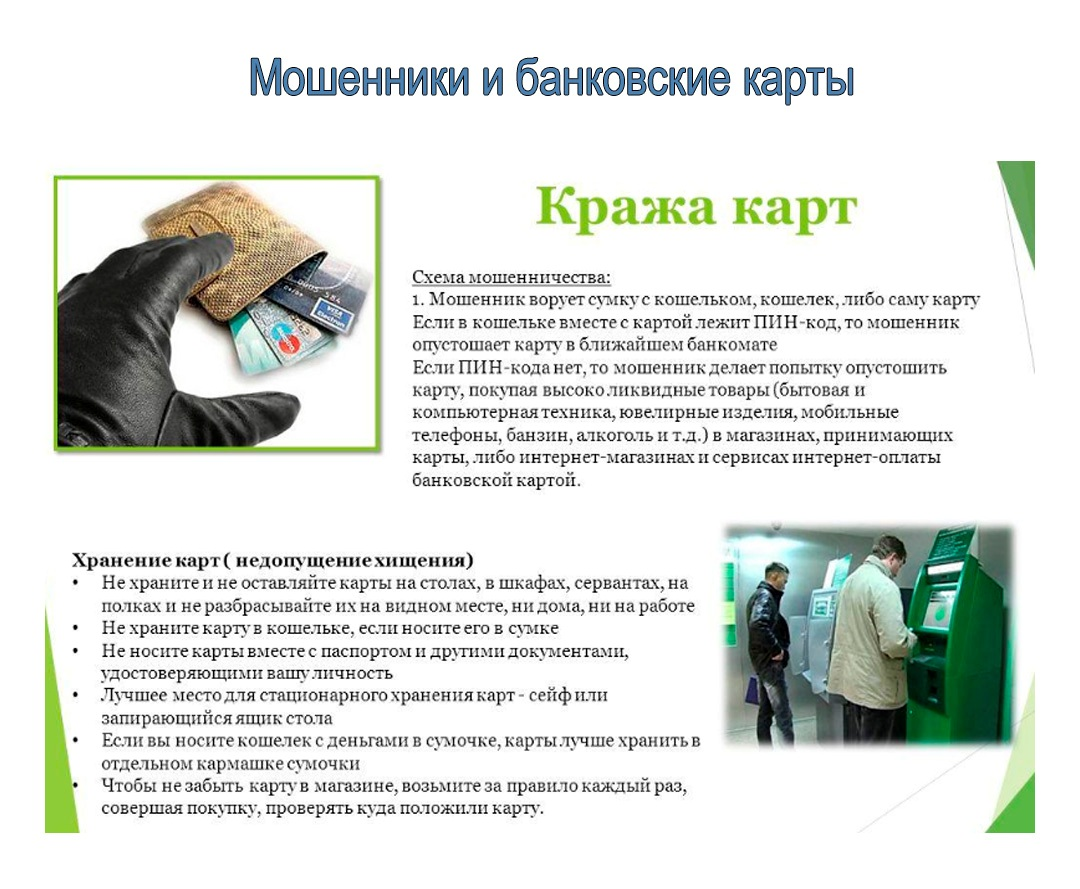 Мошенники и банковские карты
Кража карт
Схема мошенничества:
1. Мошенник ворует сумку с кошельком, кошелек, либо саму карту
Если в кошельке вместе с картой лежит ПИН-код, то мошенник
опустошает карту в ближайшем банкомате
Если ПИН-кода нет, то мошенник делает попытку опустошить
карту, покупая высоко ликвидные товары (бытовая и
компьютерная техника, ювелирные изделия, мобильные
телефоны, банзин, алкоголь и т.д.) в магазинах, принимающих
карты, либо интернет-магазинах и сервисах интернет-оплаты
банковской картой.
VISA
Electron
Хранение карт ( недопущение хищения)
• Не храните и не оставляйте карты на столах, в шкафах, сервантах, на
полках и не разбрасывайте их на видном месте, ни дома, ни на работе
• Не храните карту в кошельке, если носите его в сумке
• Не носите карты вместе с паспортом и другими документами,
удостоверяющими вашу личность
• Лучшее место для стационарного хранения карт - сейф или
запирающийся ящик стола
• Если вы носите кошелек с деньгами в сумочке, карты лучше хранить в
отдельном кармашке сумочки
• Чтобы не забыть карту в магазине, возьмите за правило каждый раз,
совершая покупку, проверять куда положили карту.